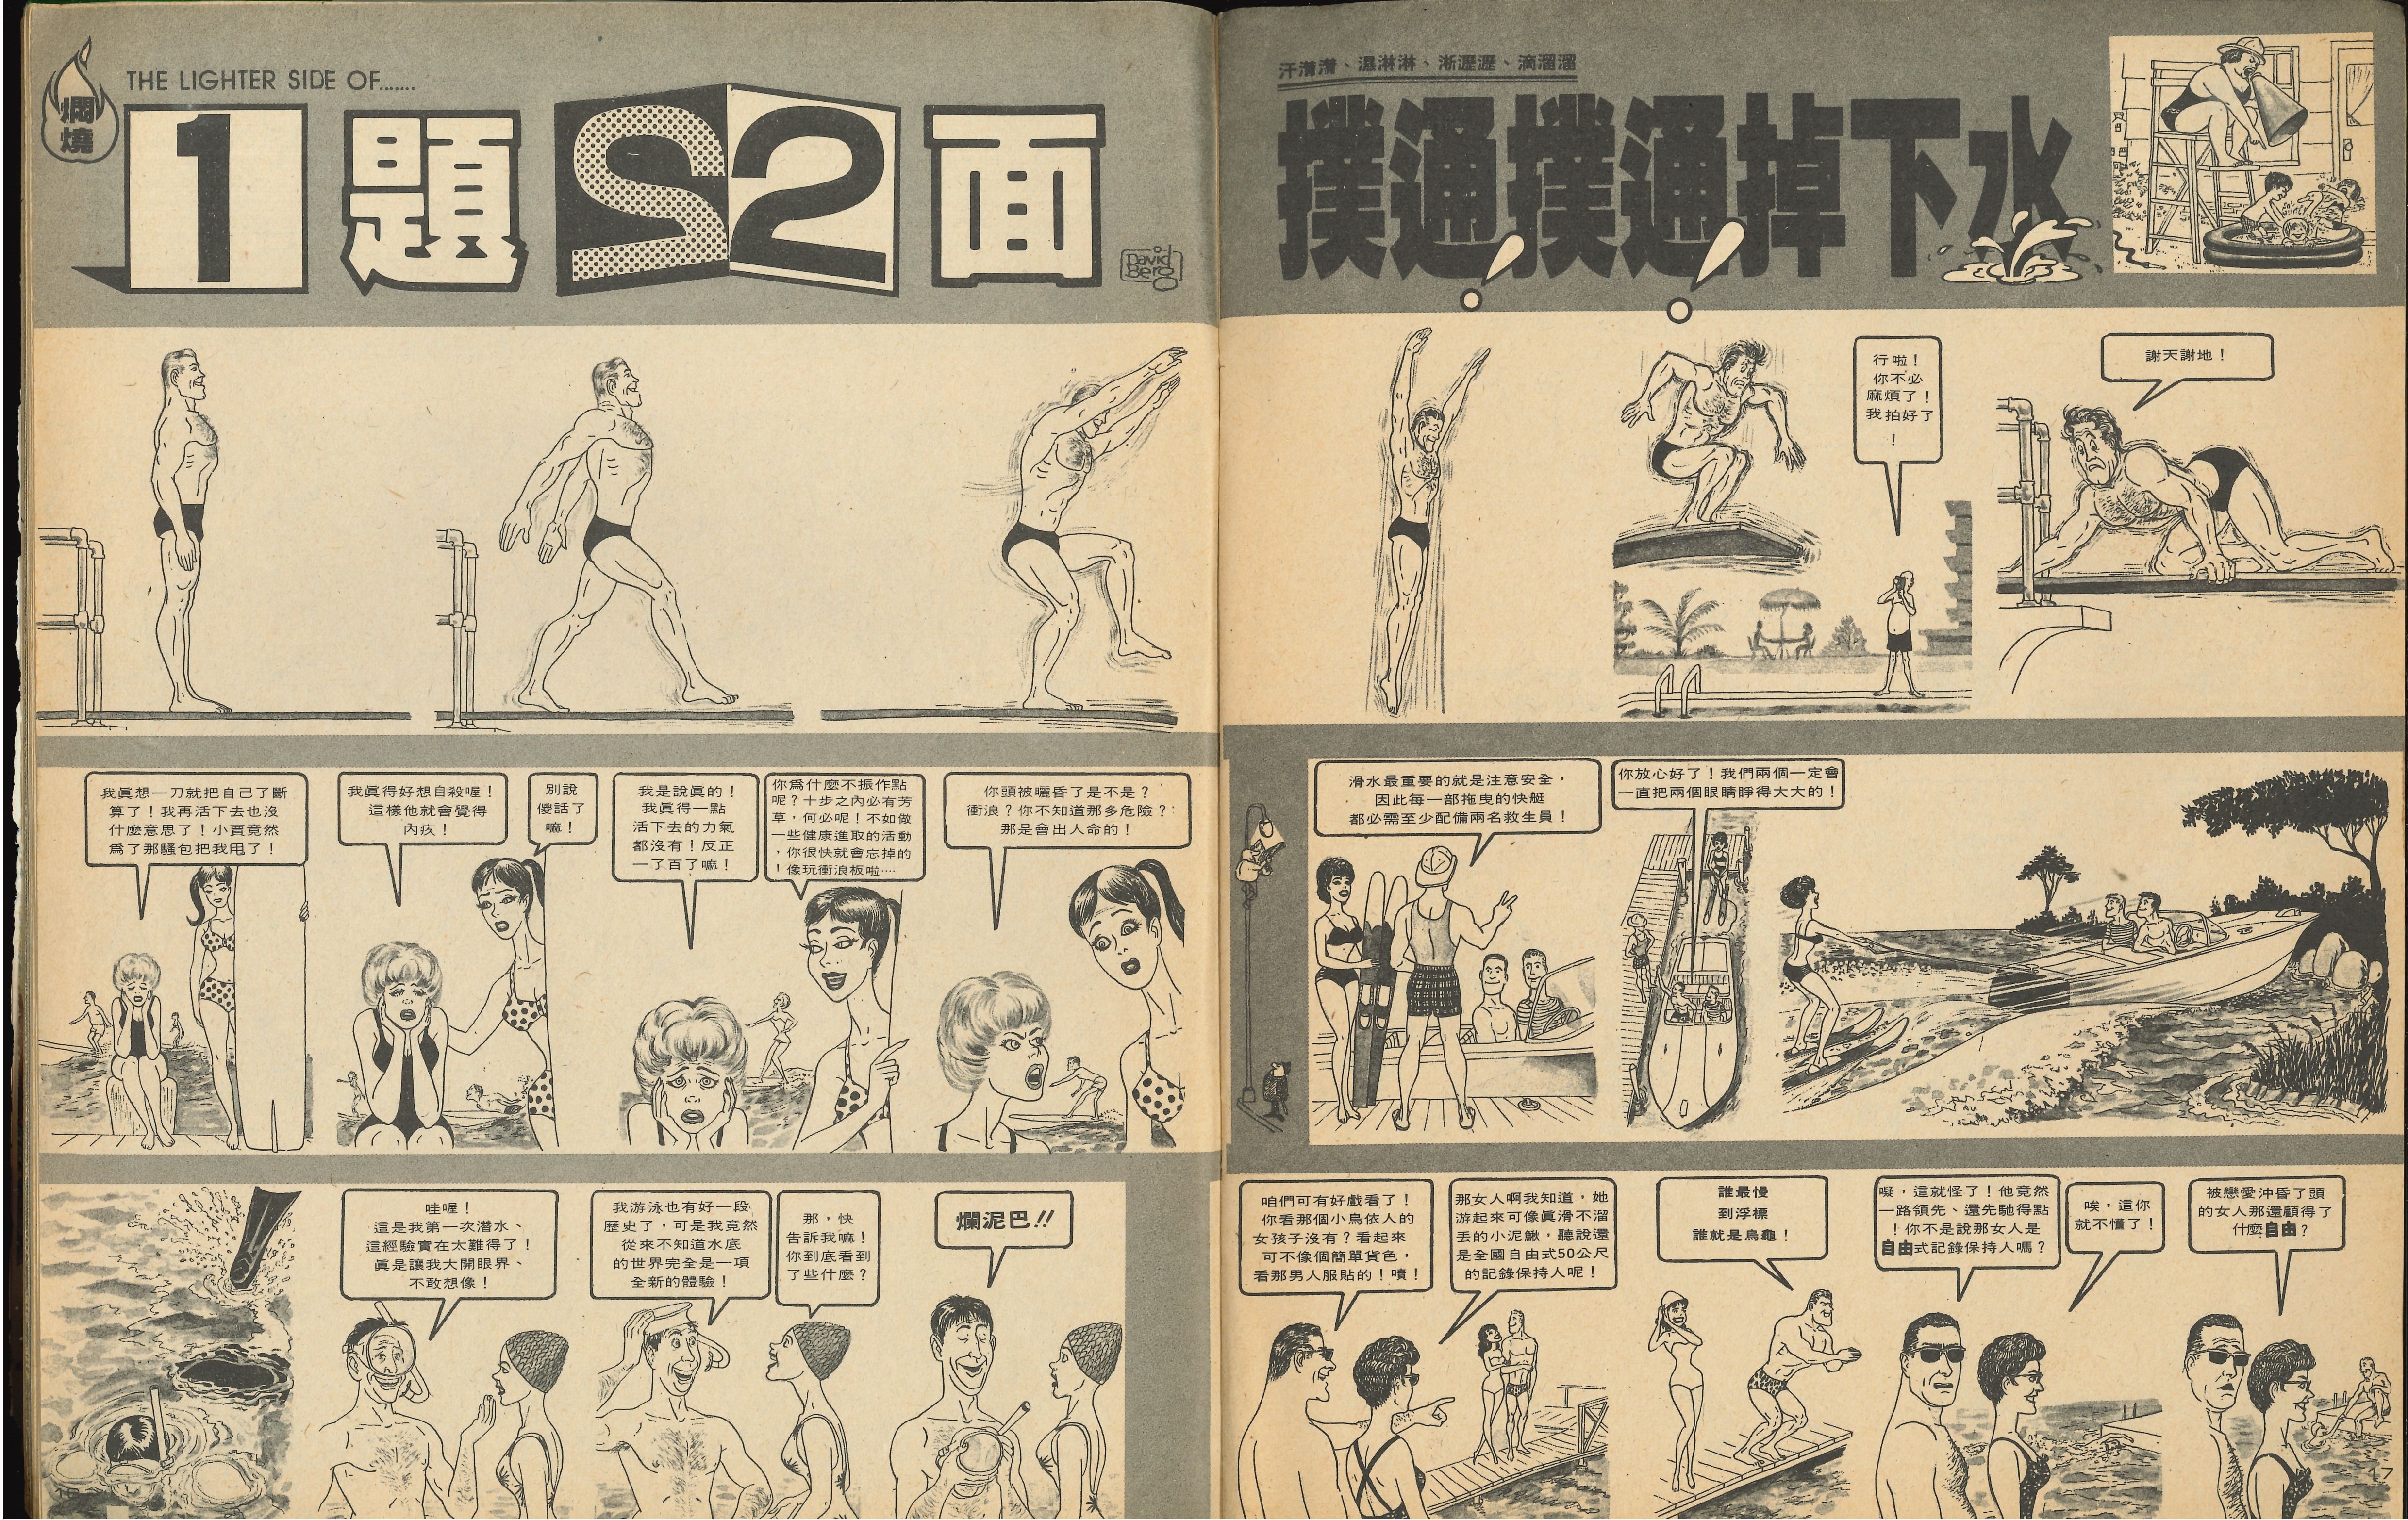 THE LIGHTER SIDE OF.......
燜
燒
1題22面
David
Berg
汗潸潸、濕淋淋、淅瀝瀝、滴溜溜
撲通!撲通!掉下水
行啦!
你不必
麻煩了!
我拍好了
!
謝天謝地!
我眞想一刀就把自己了斷
算了!我再活下去也沒
什麼意思了!小賈竟然
爲了那騷包把我甩了!
我眞得好想自殺喔!
這樣他就會覺得
內疚!
別說
傻話了
嘛!
我是說眞的!
我眞得一點
活下去的力氣
都沒有!反正
一了百了嘛!
你爲什麼不振作點
呢?十步之內必有芳
草,何必呢!不如做
一些健康進取的活動
,你很快就會忘掉的
!像玩衝浪板啦····
你頭被曬昏了是不是?
衝浪?你不知道那多危險?
那是會出人命的!
滑水最重要的就是注意安全,
因此每一部拖曳的快艇
都必需至少配備兩名救生員!
你放心好了!我們兩個一定會
一直把兩個眼睛睜得大大的!
哇喔!
這是我第一次潛水、
這經驗實在太難得了!
眞是讓我大開眼界、
不敢想像!
我游泳也有好一段
歷史了,可是我竟然
從來不知道水底
的世界完全是一項
全新的體驗!
那,快
告訴我嘛!
你到底看到
了些什麼?
爛泥巴!!
咱們可有好戲看了!
你看那個小鳥依人的
女孩子沒有?看起來
可不像個簡單貨色,
看那男人服貼的!嘖!
那女人啊我知道,她
游起來可像眞滑不溜
丟的小泥鰍,聽說還
是全國自由式50公尺
的記錄保持人呢!
誰最慢
到浮標
誰就是烏龜!
嶷,這就怪了!他竟然
一路領先、還先馳得點
!你不是說那女人是
自由式記錄保持人嗎?
唉,這你
就不懂了!
被戀愛沖昏了頭
的女人那還顧得了
什麼自由?
17